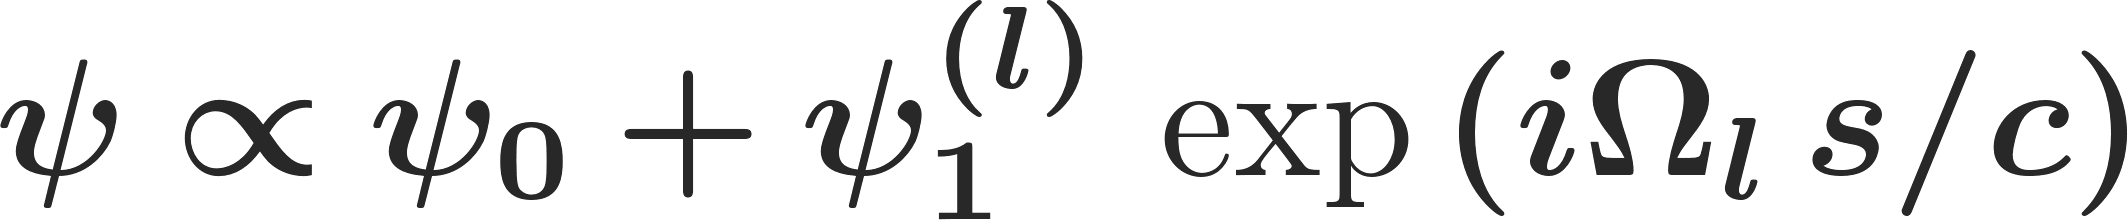 ψ ∝ ψ₀ + ψ₁⁽ˡ⁾ exp (iΩₗ s/c)